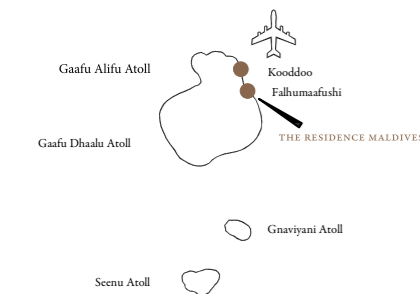 Gaafu Alifu Atoll
Kooddoo
Falhumaafushi
THE RESIDENCE MALDIVES
Gaafu Dhaalu Atoll
Gnaviyani Atoll
Seenu Atoll